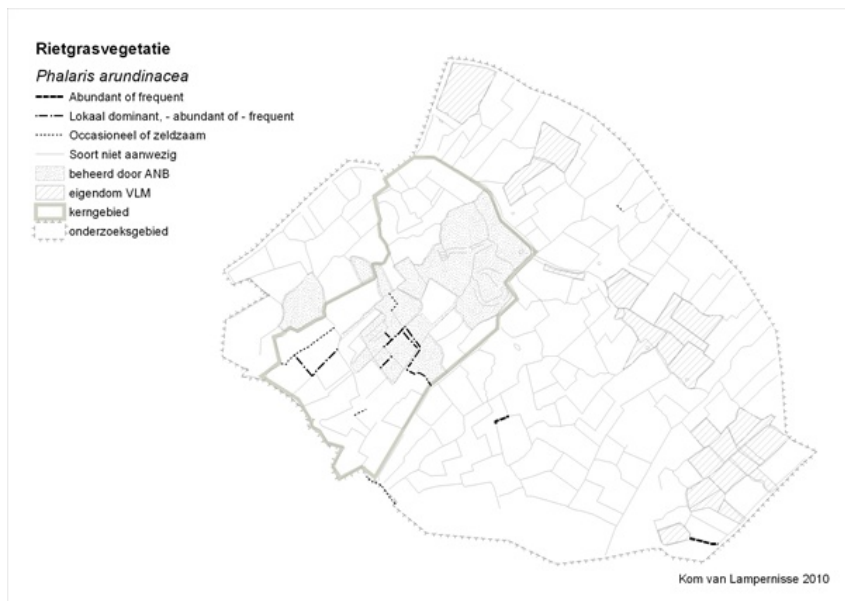 Rietgrasvegetatie
Phalaris arundinacea
Abundant of frequent
Lokaal dominant, - abundant of - frequent
Occasioneel of zeldzaam
Soort niet aanwezig
beheerd door ANB
eigendom VLM
kerngebied
onderzoeksgebied
Kom van Lampernisse 2010